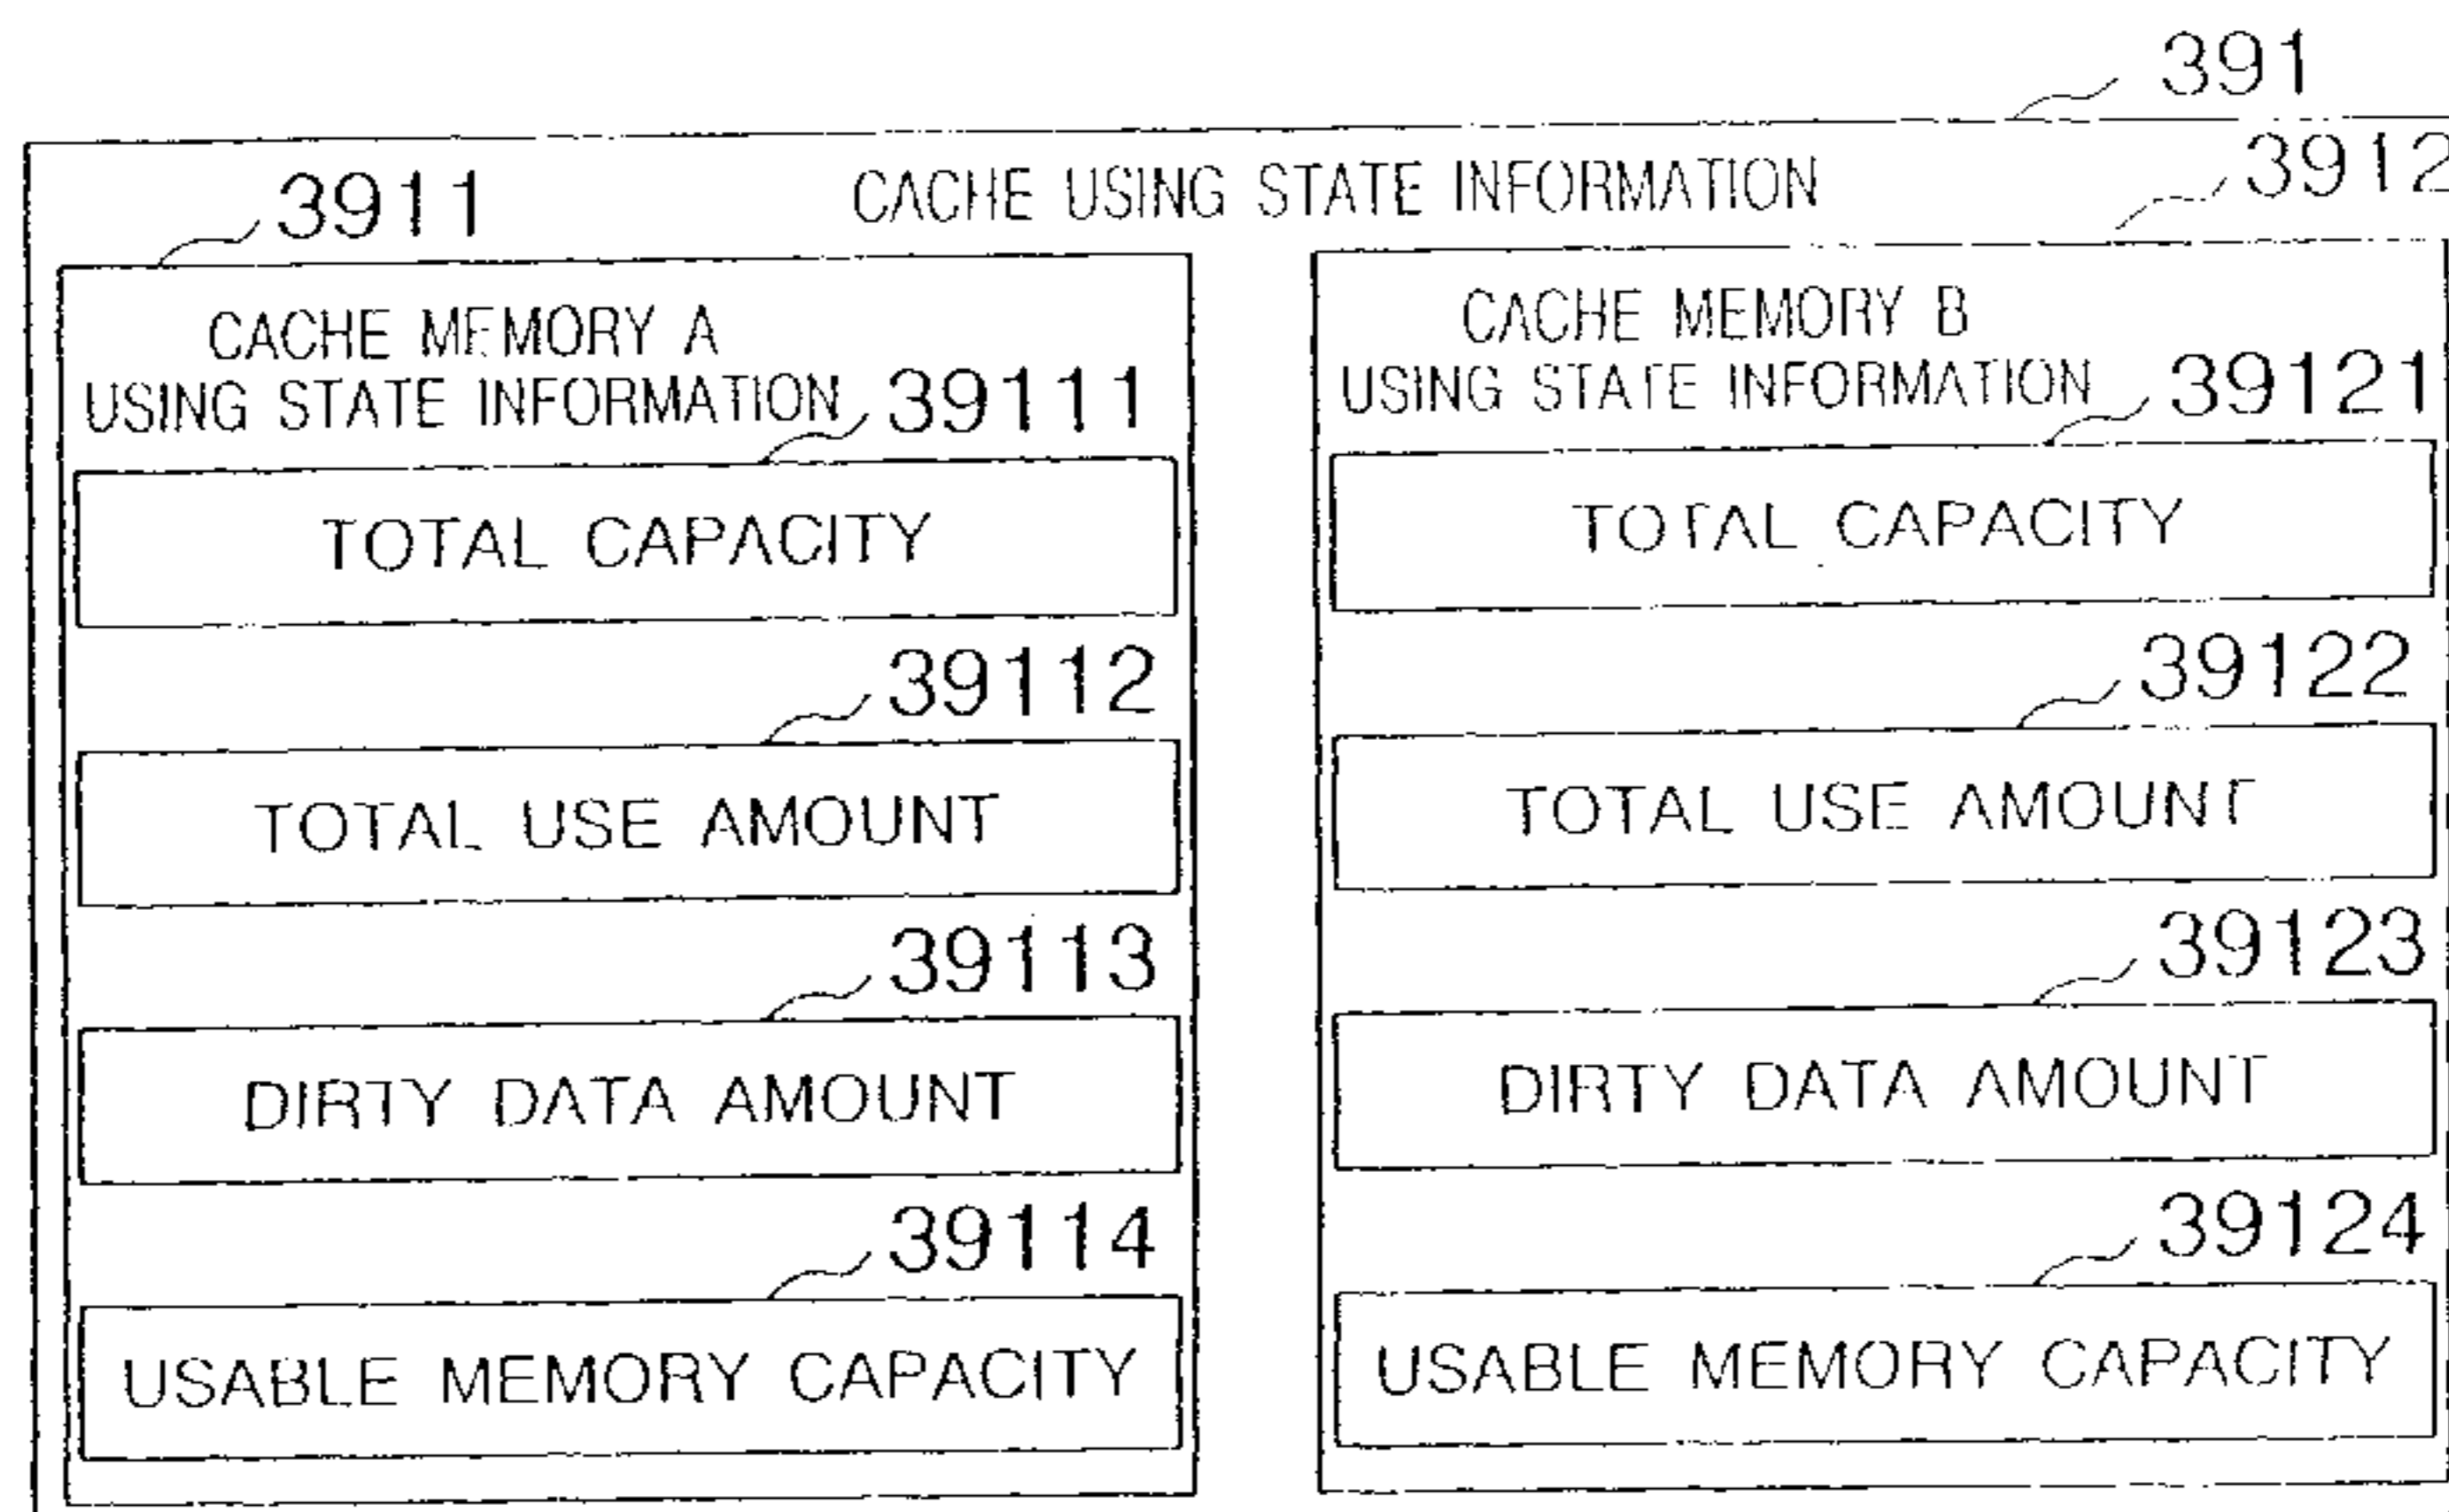 391
CACHE USING STATE INFORMATION
3911
3912
CACHE MEMORY A
USING STATE INFORMATION
39111
TOTAL CAPACITY
39112
TOTAL USE AMOUNT
39113
DIRTY DATA AMOUNT
39114
USABLE MEMORY CAPACITY
CACHE MEMORY B
USING STATE INFORMATION
39121
TOTAL CAPACITY
39122
TOTAL USE AMOUNT
39123
DIRTY DATA AMOUNT
39124
USABLE MEMORY CAPACITY